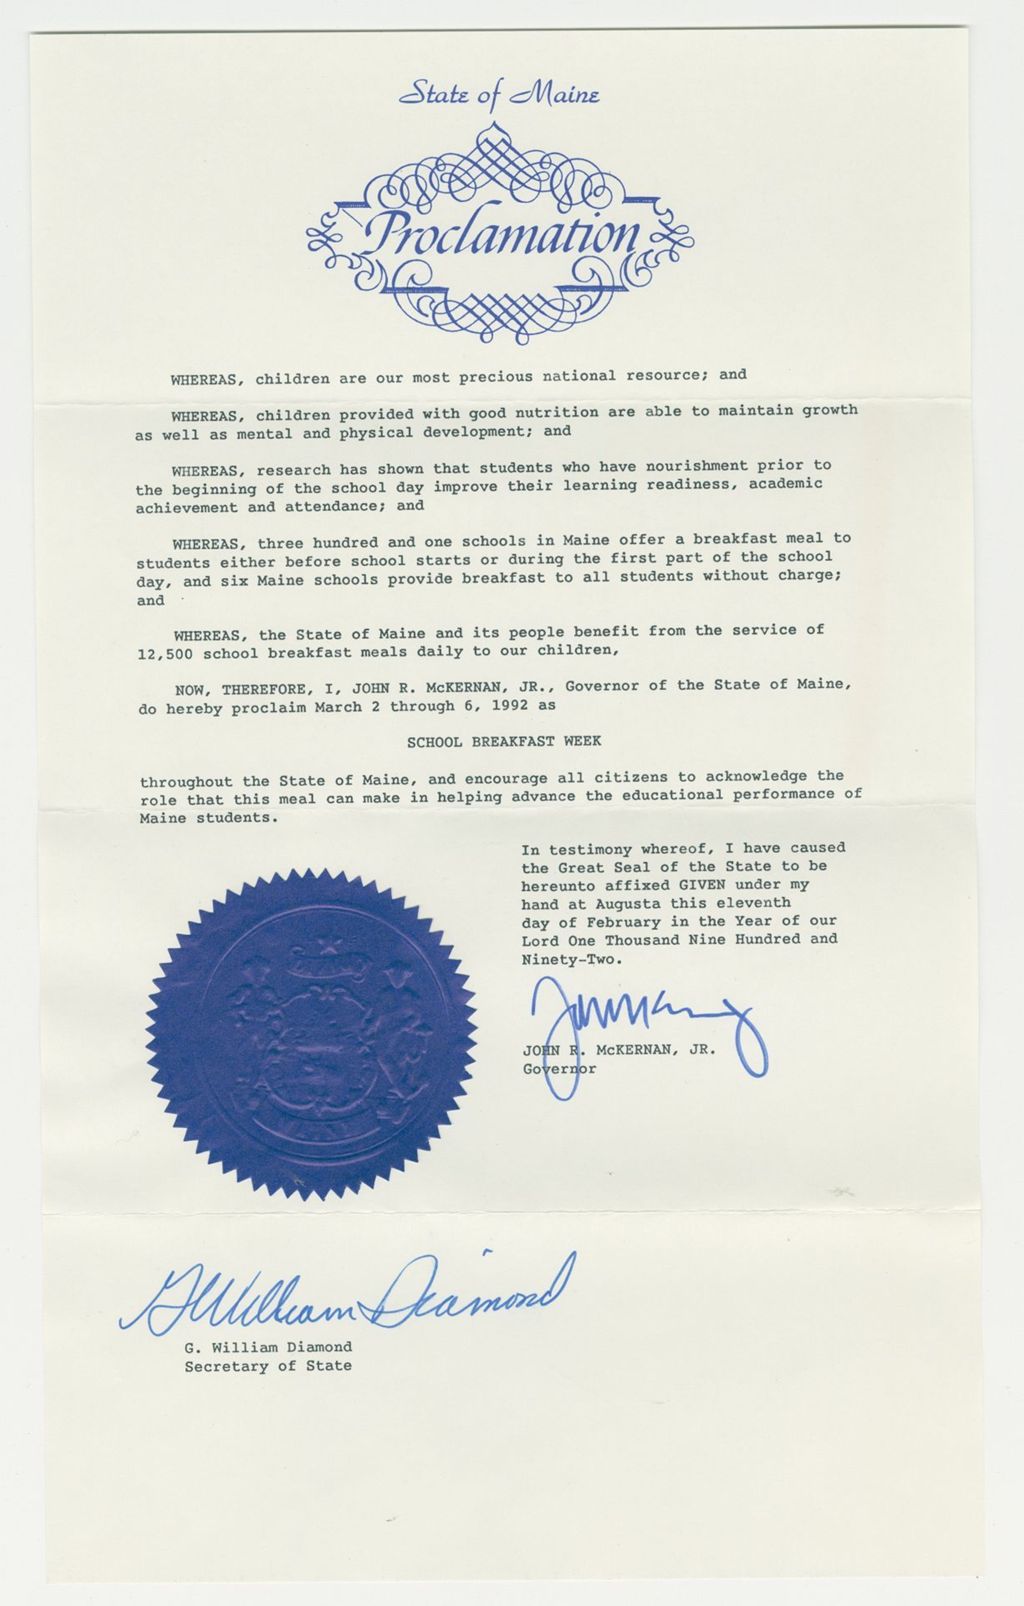 State of Maine
Proclamation
WHEREAS, children are our most precious national resource; and
WHEREAS, children provided with good nutrition are able to maintain growth
as well as mental and physical development; and
WHEREAS, research has shown that students who have nourishment prior to
the beginning of the school day improve their learning readiness, academic
achievement and attendance; and
WHEREAS, three hundred and one schools in Maine offer a breakfast meal to
students either before school starts or during the first part of the school
day, and six Maine schools provide breakfast to all students without charge;
and
WHEREAS, the State of Maine and its people benefit from the service of
12,500 school breakfast meals daily to our children,
NOW, THEREFORE, I, JOHN R. McKERNAN, JR., Governor of the State of Maine,
do hereby proclaim March 2 through 6, 1992 as
SCHOOL BREAKFAST WEEK
throughout the State of Maine, and encourage all citizens to acknowledge the
role that this meal can make in helping advance the educational performance of
Maine students.
In testimony whereof, I have caused
the Great Seal of the State to be
hereunto affixed GIVEN under my
hand at Augusta this eleventh
day of February in the Year of our
Lord One Thousand Nine Hundred and
Ninety-Two.
JOHN R. McKERNAN, JR.
Governor
G William Diamond
G. William Diamond
Secretary of State